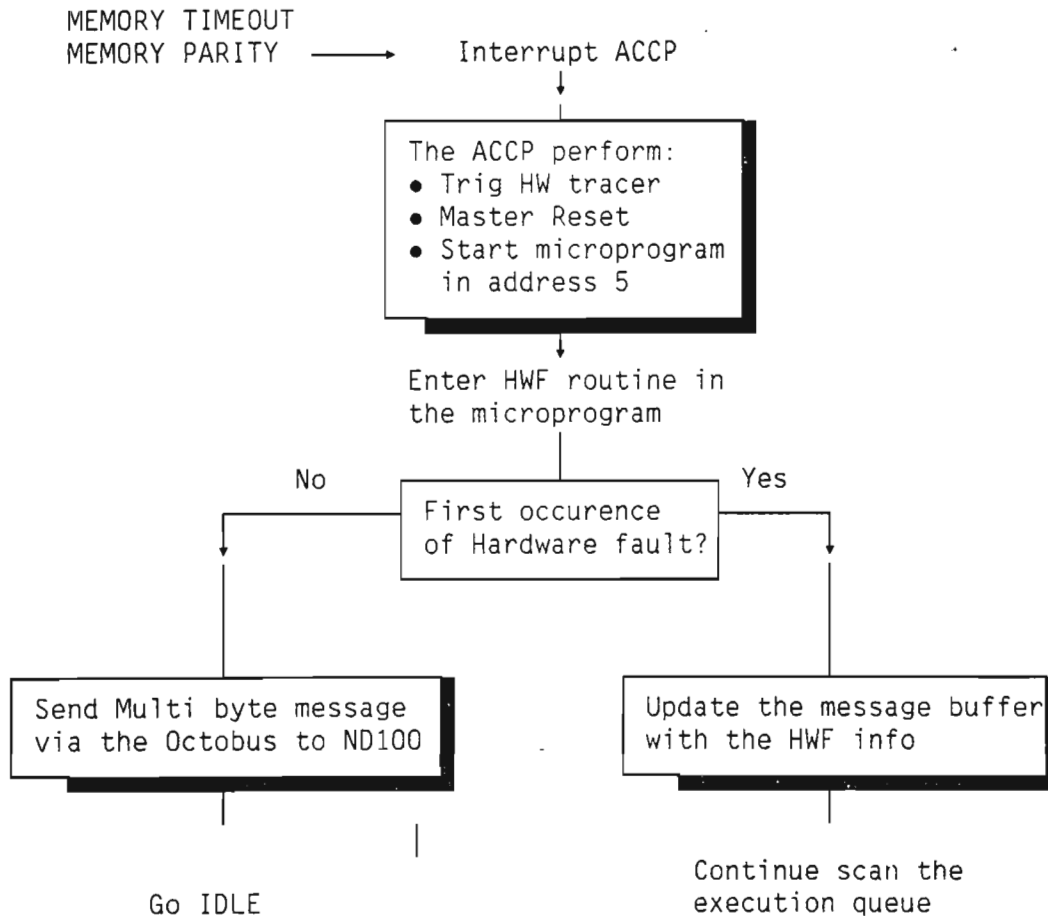 MEMORY TIMEOUT
MEMORY PARITY
Interrupt ACCP
The ACCP perform:
● Trig HW tracer
● Master Reset
● Start microprogram
in address 5
Enter HWF routine in
the microprogram
No
Yes
First occurence
of Hardware fault?
Send Multi byte message
via the Octobus to ND100
Update the message buffer
with the HWF info
Go IDLE
Continue scan the
execution queue